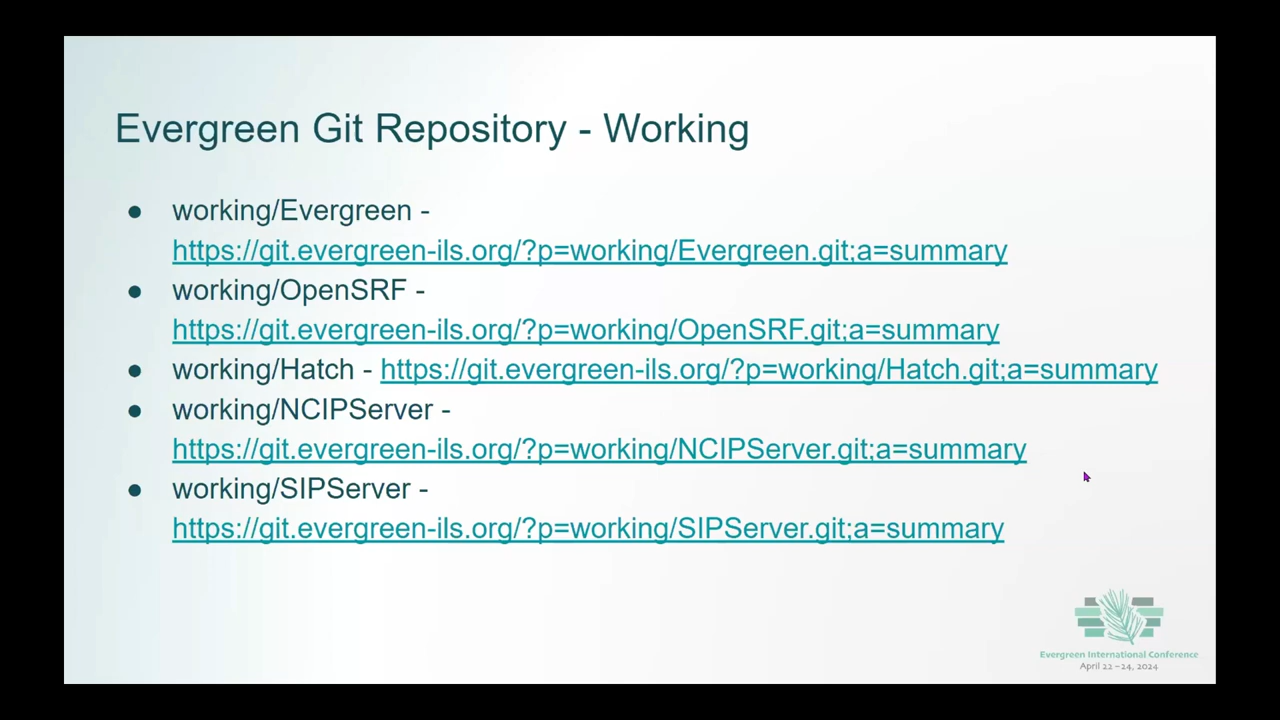 Evergreen Git Repository - Working
● working/Evergreen -
https://git.evergreen-ils.org/?p=working/Evergreen.git;a=summary
● working/OpenSRF -
https://git.evergreen-ils.org/?p=working/OpenSRF.git;a=summary
● working/Hatch - https://git.evergreen-ils.org/?p=working/Hatch.git;a=summary
● working/NCIPServer -
https://git.evergreen-ils.org/?p=working/NCIPServer.git;a=summary
● working/SIPServer -
https://git.evergreen-ils.org/?p=working/SIPServer.git;a=summary
Evergreen International Conference
April 22–24, 2024